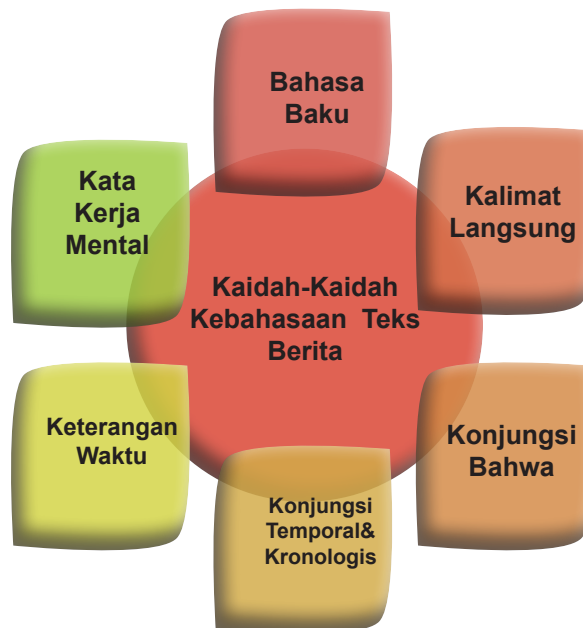 Bahasa
Baku
Kalimat
Langsung
Konjungsi
Bahwa
Konjungsi
Temporal&
Kronologis
Keterangan
Waktu
Kata
Kerja
Mental
Kaidah-Kaidah
Kebahasaan Teks
Berita